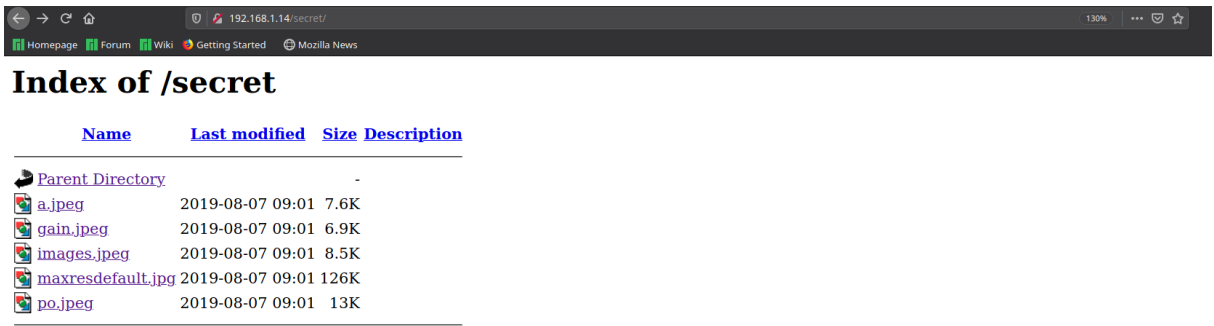 192.168.1.14/secret/ 130%
Homepage Forum Wiki Getting Started Mozilla News
Index of /secret
Name Last modified Size Description
Parent Directory -
a.jpeg 2019-08-07 09:01 7.6K
gain.jpeg 2019-08-07 09:01 6.9K
images.jpeg 2019-08-07 09:01 8.5K
maxresdefault.jpg 2019-08-07 09:01 126K
po.jpeg 2019-08-07 09:01 13K